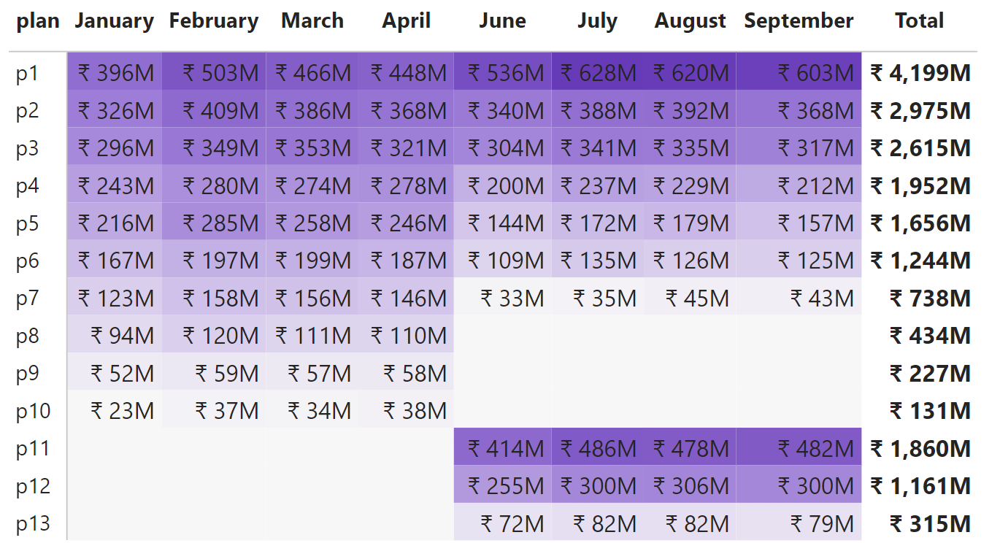 plan January February March April June July August September Total
p1 ₹ 396M ₹ 503M ₹ 466M ₹ 448M ₹ 536M ₹ 628M ₹ 620M ₹ 603M ₹ 4,199M
p2 ₹ 326M ₹ 409M ₹ 386M ₹ 368M ₹ 340M ₹ 388M ₹ 392M ₹ 368M ₹ 2,975M
p3 ₹ 296M ₹ 349M ₹ 353M ₹ 321M ₹ 304M ₹ 341M ₹ 335M ₹ 317M ₹ 2,615M
p4 ₹ 243M ₹ 280M ₹ 274M ₹ 278M ₹ 200M ₹ 237M ₹ 229M ₹ 212M ₹ 1,952M
p5 ₹ 216M ₹ 285M ₹ 258M ₹ 246M ₹ 144M ₹ 172M ₹ 179M ₹ 157M ₹ 1,656M
p6 ₹ 167M ₹ 197M ₹ 199M ₹ 187M ₹ 109M ₹ 135M ₹ 126M ₹ 125M ₹ 1,244M
p7 ₹ 123M ₹ 158M ₹ 156M ₹ 146M ₹ 33M ₹ 35M ₹ 45M ₹ 43M ₹ 738M
p8 ₹ 94M ₹ 120M ₹ 111M ₹ 110M ₹ 434M
p9 ₹ 52M ₹ 59M ₹ 57M ₹ 58M ₹ 227M
p10 ₹ 23M ₹ 37M ₹ 34M ₹ 38M ₹ 131M
p11 ₹ 414M ₹ 486M ₹ 478M ₹ 482M ₹ 1,860M
p12 ₹ 255M ₹ 300M ₹ 306M ₹ 300M ₹ 1,161M
p13 ₹ 72M ₹ 82M ₹ 82M ₹ 79M ₹ 315M